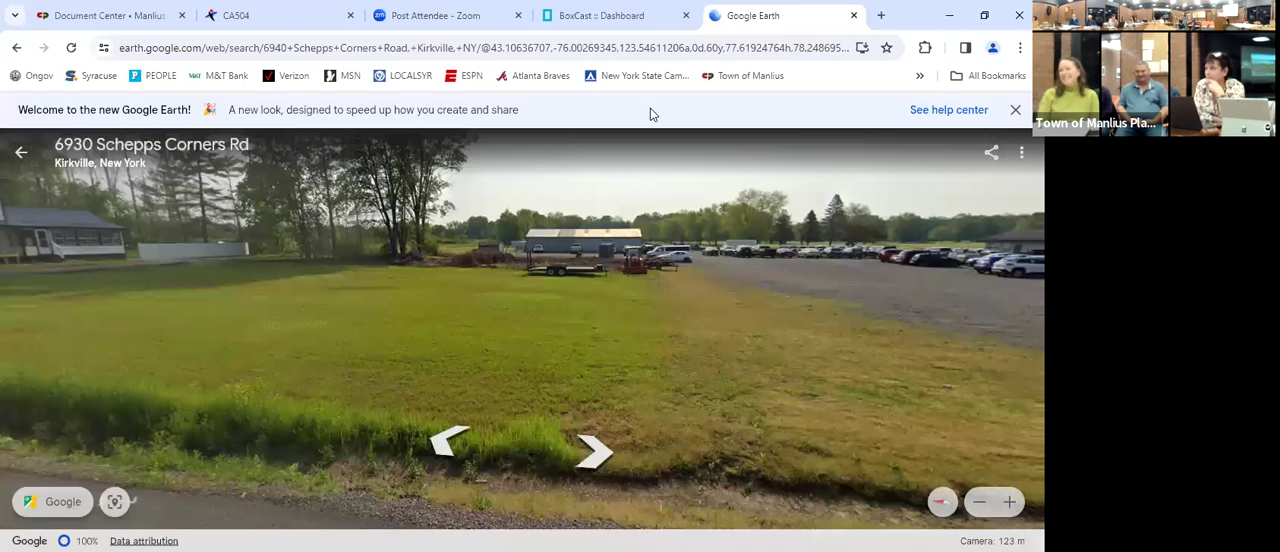 Document Center • Manlius
CA504
Post Attendee - Zoom
BoxCast :: Dashboard
Google Earth
earth.google.com/web/search/6940+Schepps+Corners+Road,+Kirkville,+NY/@43.10636707,-76.00269345,123.54611201a,0d,60y,77.61924764h,78.248695...
Ongov
Syracuse
PEOPLE
M&T Bank
Verizon
LOCALSYR
ESPN
Atlanta Braves
New York State Cam...
Town of Manlius
»
All Bookmarks
Welcome to the new Google Earth! 🎉 A new look, designed to speed up how you create and collaborate.
See help center
6930 Schepps Corners Rd
Kirkville, New York
Town of Manlius Pla...
Google
Google
100%
Data attribution
Camera: 123 m